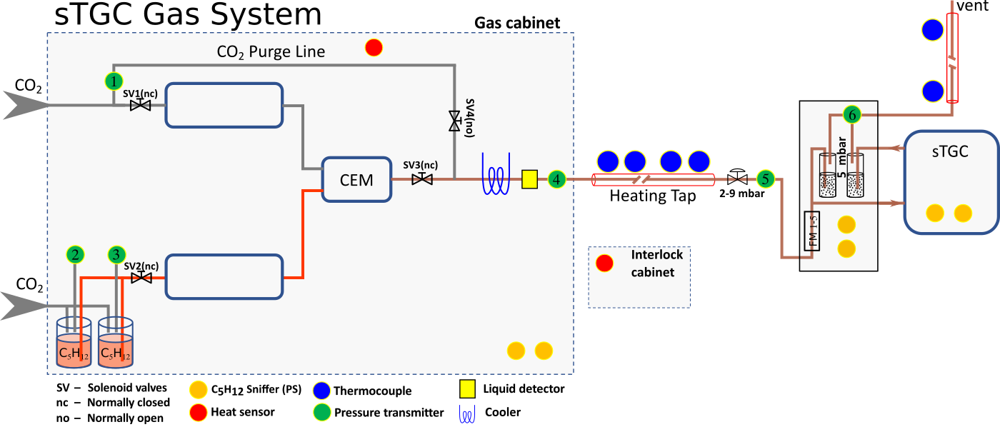 sTGC Gas System
vent
Gas cabinet
CO₂ Purge Line
CO₂
1
SV1(nc)
SV4(no)
6
5 mbar
sTGC
CEM
SV3(nc)
4
Heating Tap
5
2-9 mbar
FM 1-5
2
3
SV2(nc)
Interlock
cabinet
CO₂
C₅H₁₂
C₅H₁₂
SV – Solenoid valves
nc – Normally closed
no – Normally open
C₅H₁₂ Sniffer (PS)
Heat sensor
Thermocouple
Pressure transmitter
Liquid detector
Cooler